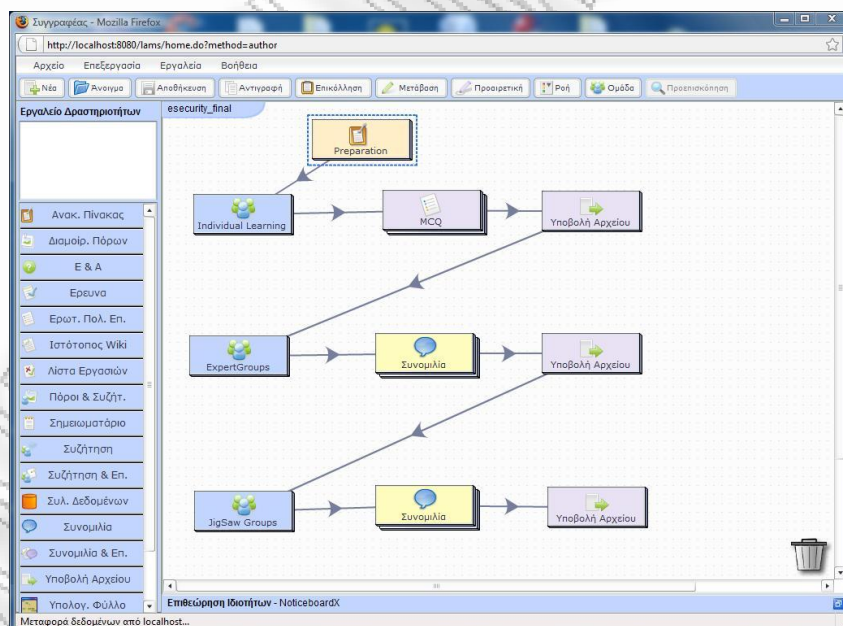 Συγγραφέας - Mozilla Firefox
http://localhost:8080/lams/home.do?method=author
Αρχείο Επεξεργασία Εργαλεία Βοήθεια
Νέα Άνοιγμα Αποθήκευση Αντιγραφή Επικόλληση Μετάβαση Προαιρετική Ροή Ομάδα Προεπισκόπηση
Εργαλείο Δραστηριοτήτων
esecurity_final
Preparation
Individual Learning
MCQ
Υποβολή Αρχείου
ExpertGroups
Συνομιλία
Υποβολή Αρχείου
JigSaw Groups
Συνομιλία
Υποβολή Αρχείου
Ανακ. Πίνακας
Διαμοίρ. Πόρων
Ε & Α
Ερευνα
Ερωτ. Πολ. Επ.
Ιστότοπος Wiki
Λίστα Εργασιών
Πόροι & Συζήτ.
Σημειωματάριο
Συζήτηση
Συζήτηση & Επ.
Συλ. Δεδομένων
Συνομιλία
Συνομιλία & Επ.
Υποβολή Αρχείου
Υπολογ. Φύλλο
Επιθεώρηση Ιδιοτήτων - NoticeboardX
Μεταφορά δεδομένων από localhost...